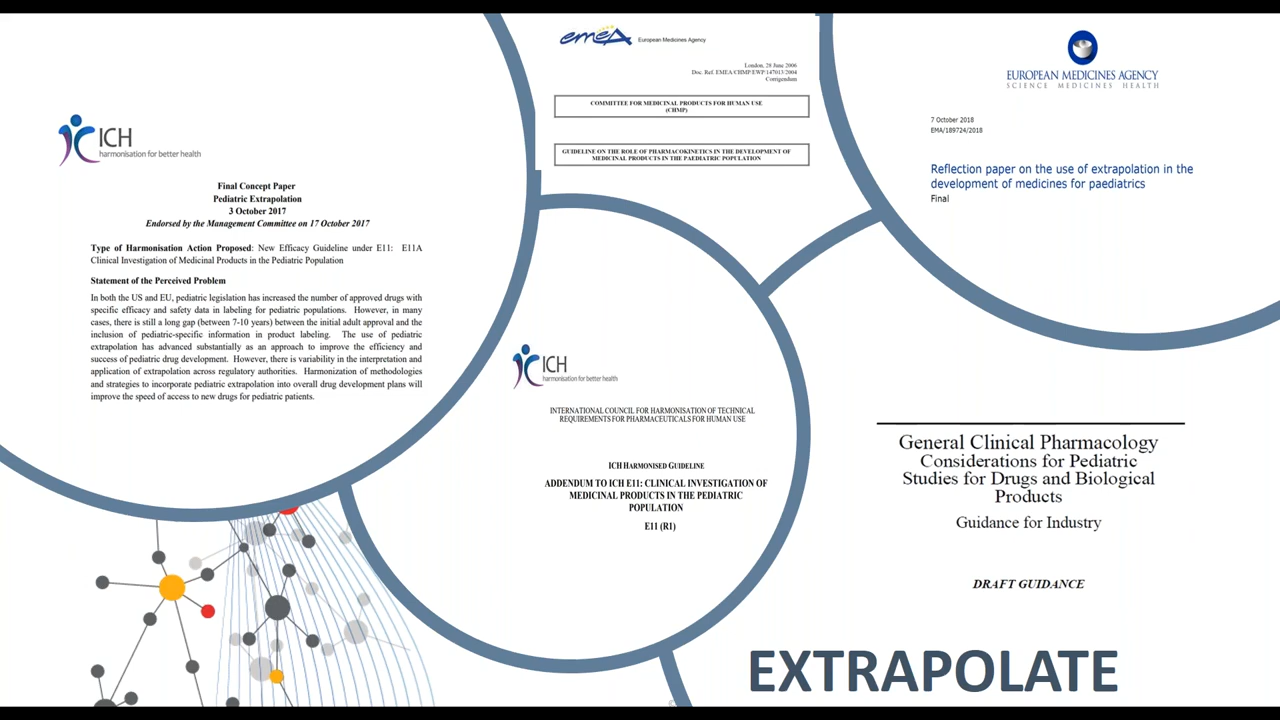 ICH
harmonisation for better health
Final Concept Paper
Pediatric Extrapolation
3 October 2017
Endorsed by the Management Committee on 17 October 2017
Type of Harmonisation Action Proposed: New Efficacy Guideline under E11: E11A
Clinical Investigation of Medicinal Products in the Pediatric Population
Statement of the Perceived Problem
In both the US and EU, pediatric legislation has increased the number of approved drugs with
specific efficacy and safety data in labeling for pediatric populations. However, in many
cases, there is still a long gap (between 7-10 years) between the initial adult approval and the
inclusion of pediatric-specific information in product labeling. The use of pediatric
extrapolation has advanced substantially as an approach to improve the efficiency and
success of pediatric drug development. However, there is variability in the interpretation and
application of extrapolation across regulatory authorities. Harmonization of methodologies
and strategies to incorporate pediatric extrapolation into overall drug development plans will
improve the speed of access to new drugs for pediatric patients.
emea European Medicines Agency
London, 28 June 2006
Doc. Ref. EMEA/CHMP/EWP/147013/2004
Corrigendum
COMMITTEE FOR MEDICINAL PRODUCTS FOR HUMAN USE
(CHMP)
GUIDELINE ON THE ROLE OF PHARMACOKINETICS IN THE DEVELOPMENT OF
MEDICINAL PRODUCTS IN THE PAEDIATRIC POPULATION
EUROPEAN MEDICINES AGENCY
SCIENCE MEDICINES HEALTH
7 October 2018
EMA/189724/2018
Reflection paper on the use of extrapolation in the
development of medicines for paediatrics
Final
ICH
harmonisation for better health
INTERNATIONAL COUNCIL FOR HARMONISATION OF TECHNICAL
REQUIREMENTS FOR PHARMACEUTICALS FOR HUMAN USE
ICH HARMONISED GUIDELINE
ADDENDUM TO ICH E11: CLINICAL INVESTIGATION OF
MEDICINAL PRODUCTS IN THE PEDIATRIC
POPULATION
E11 (R1)
General Clinical Pharmacology
Considerations for Pediatric
Studies for Drugs and Biological
Products
Guidance for Industry
DRAFT GUIDANCE
EXTRAPOLATE